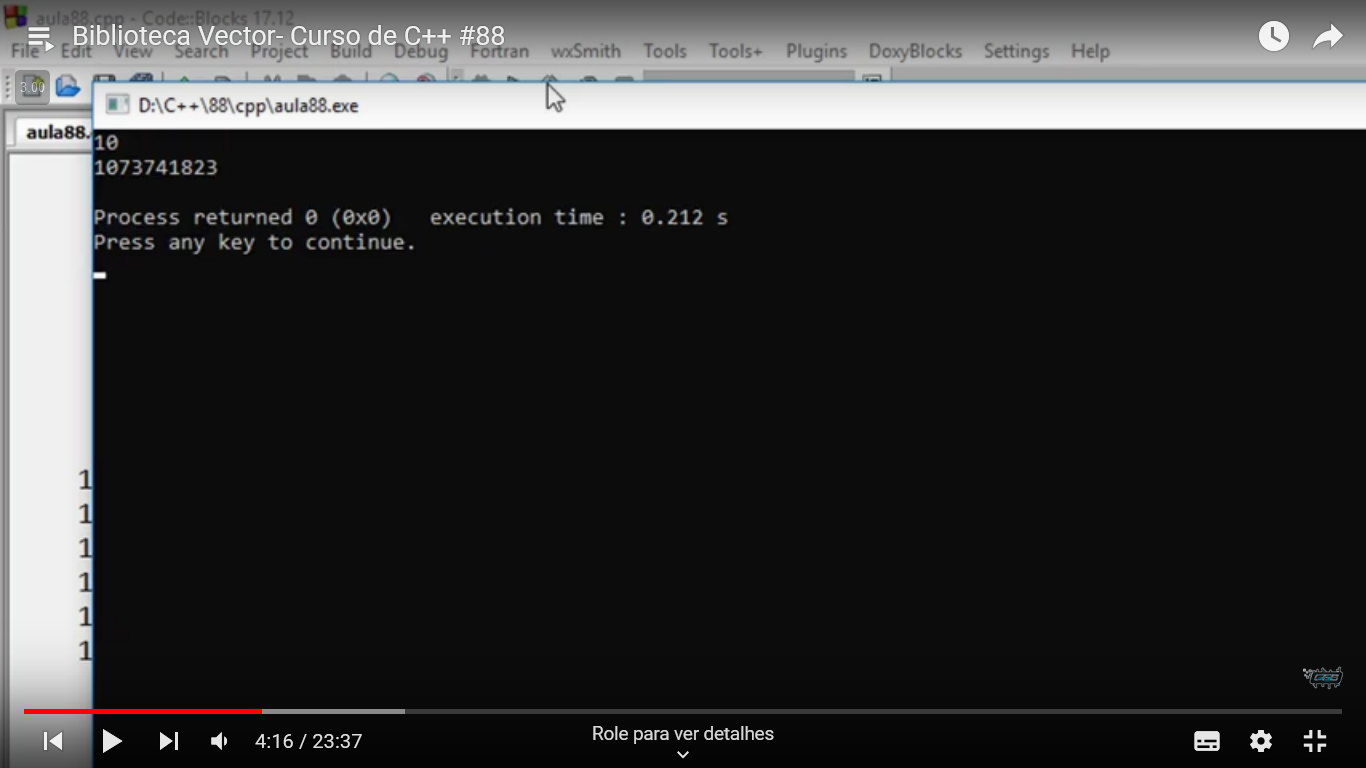 aula88.cpp - Code::Blocks 17.12
Biblioteca Vector- Curso de C++ #88
File Edit View Search Project Build Debug Fortran wxSmith Tools Tools+ Plugins DoxyBlocks Settings Help
3.00
D:\C++\88\cpp\aula88.exe
aula88.
10
1073741823
Process returned 0 (0x0) execution time : 0.212 s
Press any key to continue.
1
1
1
1
1
1
CFB
4:16 / 23:37
Role para ver detalhes